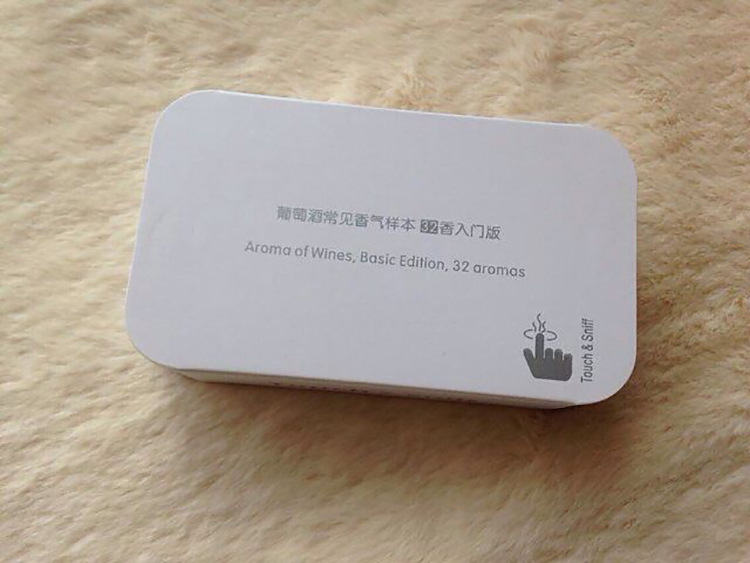 葡萄酒常见香气样本 32香入门版
Aroma of Wines, Basic Edition, 32 aromas
Touch & Sniff